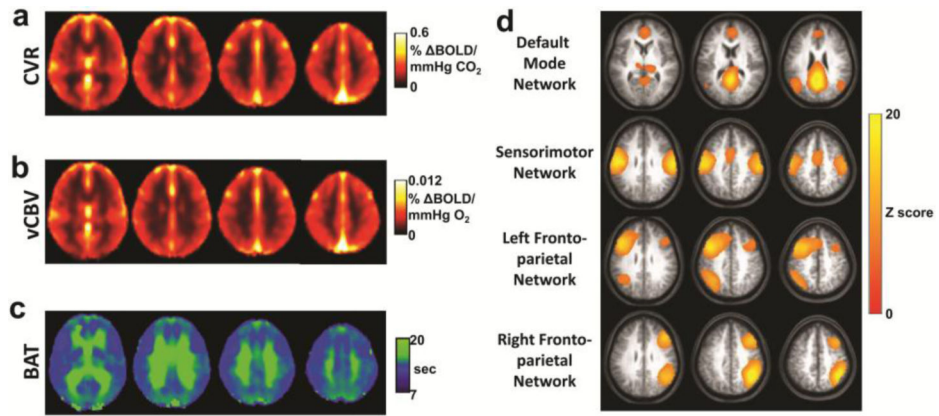 a
CVR
0.6
% ΔBOLD/
mmHg CO₂
0
b
vCBV
0.012
% ΔBOLD/
mmHg O₂
0
c
BAT
20
sec
7
d
Default
Mode
Network
Sensorimotor
Network
Left Fronto-
parietal
Network
Right Fronto-
parietal
Network
20
Z score
0